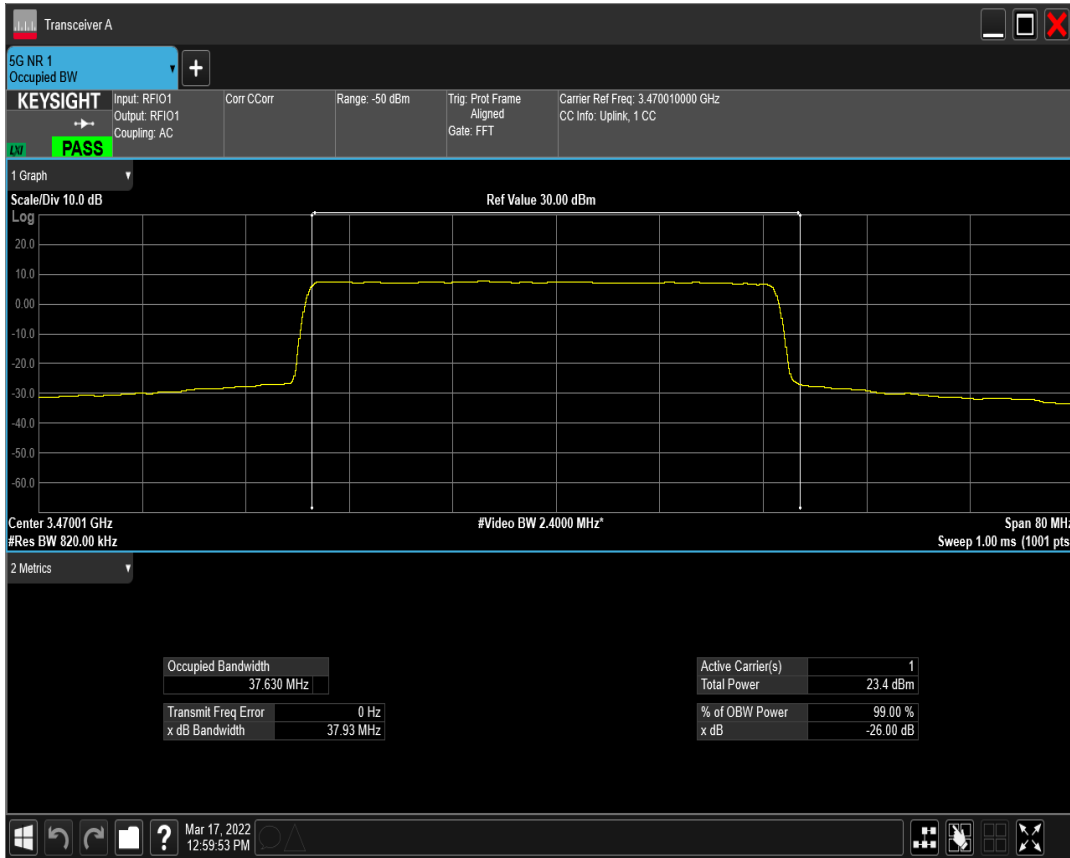 Transceiver A
5G NR 1
Occupied BW
+
KEYSIGHT
LXI
PASS
Input: RFIO1
Output: RFIO1
Coupling: AC
Corr CCorr
Range: -50 dBm
Trig: Prot Frame
Aligned
Gate: FFT
Carrier Ref Freq: 3.470010000 GHz
CC Info: Uplink, 1 CC
1 Graph
Scale/Div 10.0 dB
Ref Value 30.00 dBm
Log
20.0
10.0
0.00
-10.0
-20.0
-30.0
-40.0
-50.0
-60.0
Center 3.47001 GHz
#Video BW 2.4000 MHz*
Span 80 MHz
#Res BW 820.00 kHz
Sweep 1.00 ms (1001 pts
2 Metrics
Occupied Bandwidth
37.630 MHz
Transmit Freq Error 0 Hz
x dB Bandwidth 37.93 MHz
Active Carrier(s) 1
Total Power 23.4 dBm
% of OBW Power 99.00 %
x dB -26.00 dB
?
Mar 17, 2022
12:59:53 PM